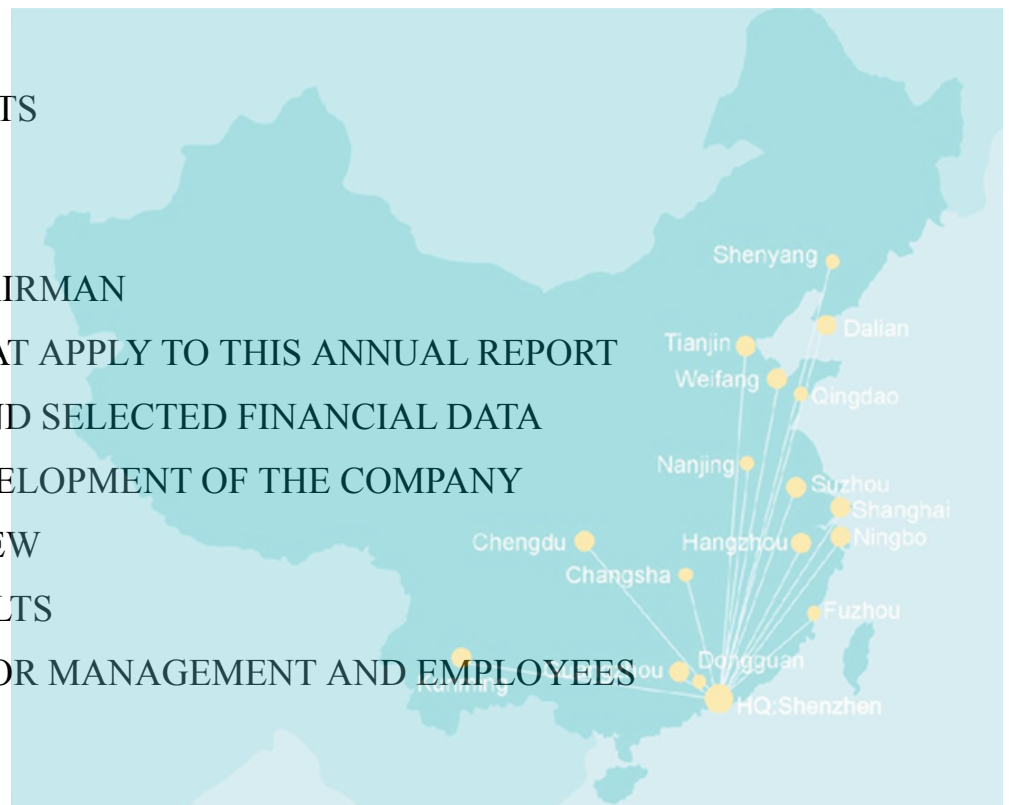 TS
Shenyang
IRMAN
Dalian
Tianjin
AT APPLY TO THIS ANNUAL REPORT
Weifang
Qingdao
ND SELECTED FINANCIAL DATA
Nanjing
ELOPMENT OF THE COMPANY
Suzhou
Shanghai
Ningbo
Hangzhou
Chengdu
EW
Changsha
LTS
Fuzhou
Dongguan
Guangzhou
OR MANAGEMENT AND EMPLOYEES
Kunming
HQ:Shenzhen